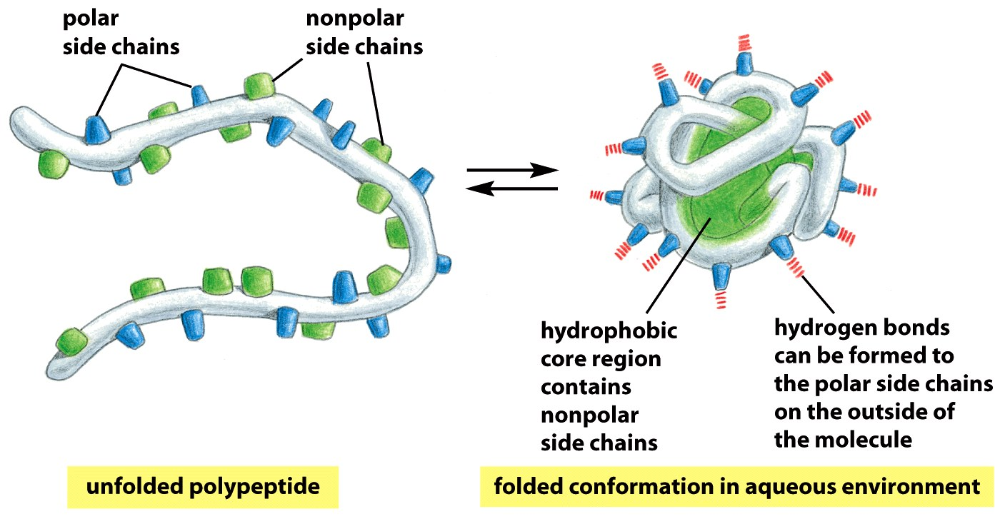 polar
side chains
nonpolar
side chains
hydrophobic
core region
contains
nonpolar
side chains
hydrogen bonds
can be formed to
the polar side chains
on the outside of
the molecule
unfolded polypeptide
folded conformation in aqueous environment